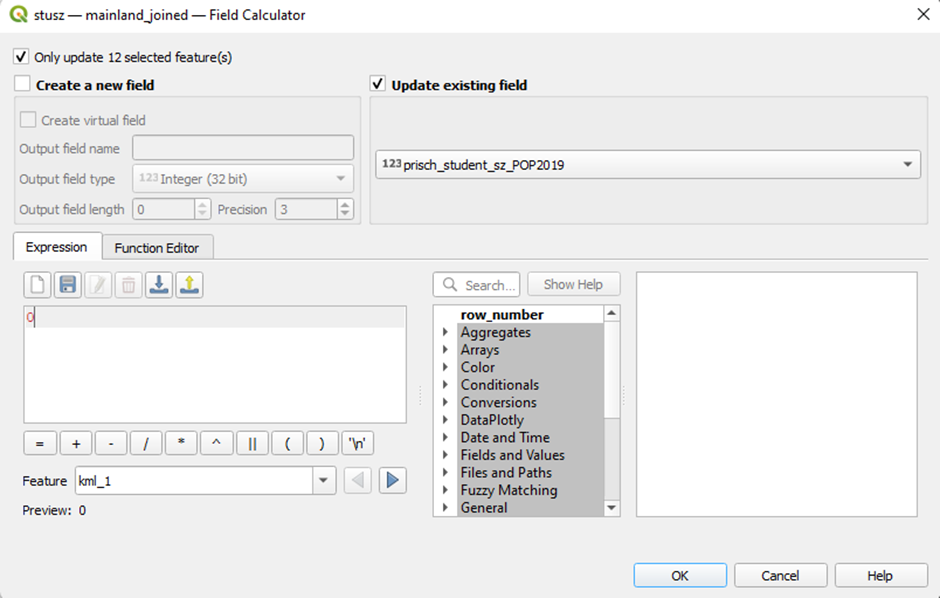 stusz — mainland_joined — Field Calculator
Only update 12 selected feature(s)
Create a new field
Update existing field
Create virtual field
Output field name
Output field type 123 Integer (32 bit)
Output field length 0 Precision 3
123 prisch_student_sz_POP2019
Expression Function Editor
Search... Show Help
0
row_number
Aggregates
Arrays
Color
Conditionals
Conversions
DataPlotly
Date and Time
Fields and Values
Files and Paths
Fuzzy Matching
General
= + - / * ^ || ( ) '\n'
Feature kml_1
Preview: 0
OK Cancel Help